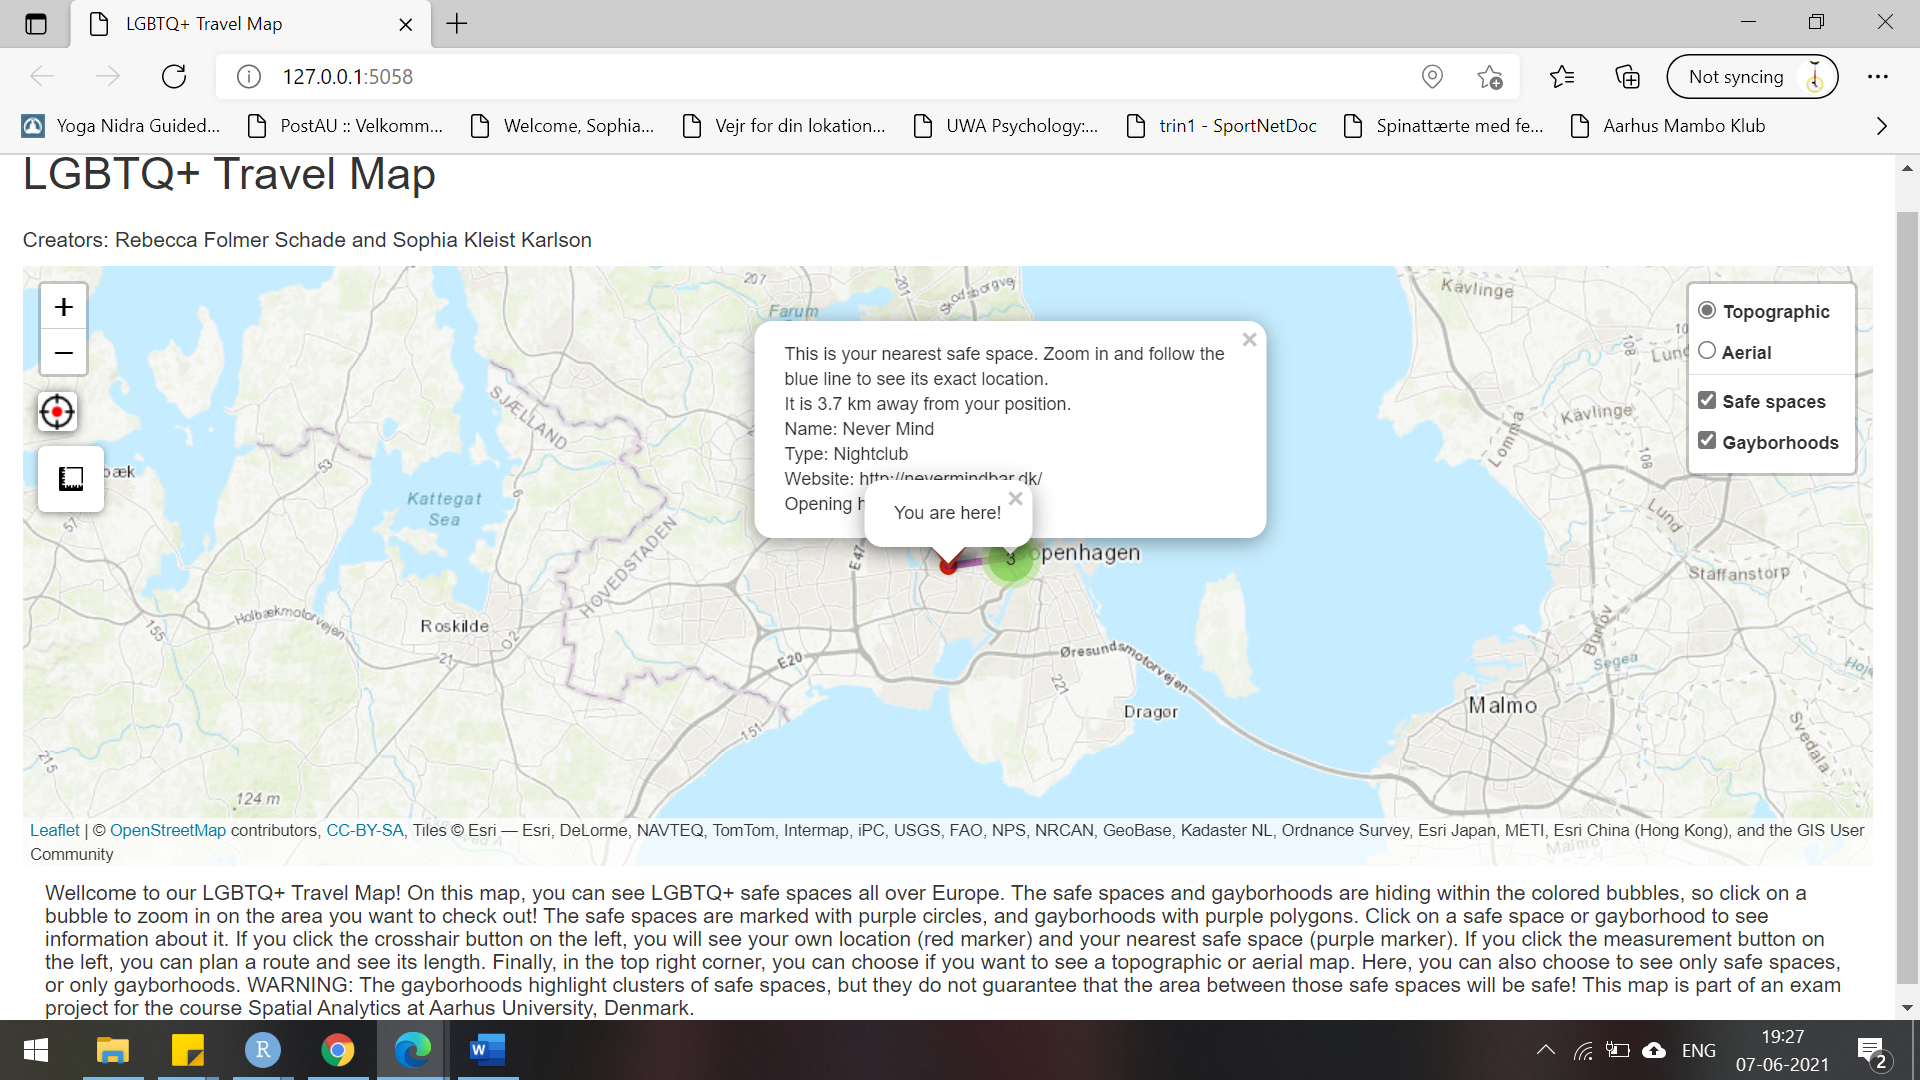 LGBTQ+ Travel Map
127.0.0.1:5058
Not syncing
Yoga Nidra Guided...
PostAU :: Velkomm...
Welcome, Sophia...
Vejr for din lokation...
UWA Psychology:...
trin1 - SportNetDoc
Spinattærte med fe...
Aarhus Mambo Klub
LGBTQ+ Travel Map
Creators: Rebecca Folmer Schade and Sophia Kleist Karlson
+
−
Topographic
Aerial
Safe spaces
Gayborhoods
This is your nearest safe space. Zoom in and follow the
blue line to see its exact location.
It is 3.7 km away from your position.
Name: Never Mind
Type: Nightclub
Website: http://nevermindbar.dk/
Opening h
You are here!
3
207
Farum
201
Skodsborgvej
Kävlinge
10
108
Lund
SJÆLLAND
53
bæk
57
Kattegat
Sea
6
HOVEDSTADEN
E47
openhagen
Lomma
Kävlinge
108
Lund
Staffanstorp
Holbækmotorvejen
155
Roskilde
O2
21
E20
Øresundsmotorvejen
221
Dragør
Burlöv
Segea
Höje
Malmo
Svedala
151
215
124 m
Leaflet | © OpenStreetMap contributors, CC-BY-SA, Tiles © Esri — Esri, DeLorme, NAVTEQ, TomTom, Intermap, iPC, USGS, FAO, NPS, NRCAN, GeoBase, Kadaster NL, Ordnance Survey, Esri Japan, METI, Esri China (Hong Kong), and the GIS User
Community
Wellcome to our LGBTQ+ Travel Map! On this map, you can see LGBTQ+ safe spaces all over Europe. The safe spaces and gayborhoods are hiding within the colored bubbles, so click on a
bubble to zoom in on the area you want to check out! The safe spaces are marked with purple circles, and gayborhoods with purple polygons. Click on a safe space or gayborhood to see
information about it. If you click the crosshair button on the left, you will see your own location (red marker) and your nearest safe space (purple marker). If you click the measurement button on
the left, you can plan a route and see its length. Finally, in the top right corner, you can choose if you want to see a topographic or aerial map. Here, you can also choose to see only safe spaces,
or only gayborhoods. WARNING: The gayborhoods highlight clusters of safe spaces, but they do not guarantee that the area between those safe spaces will be safe! This map is part of an exam
project for the course Spatial Analytics at Aarhus University, Denmark.
R
W
ENG
19:27
07-06-2021
2